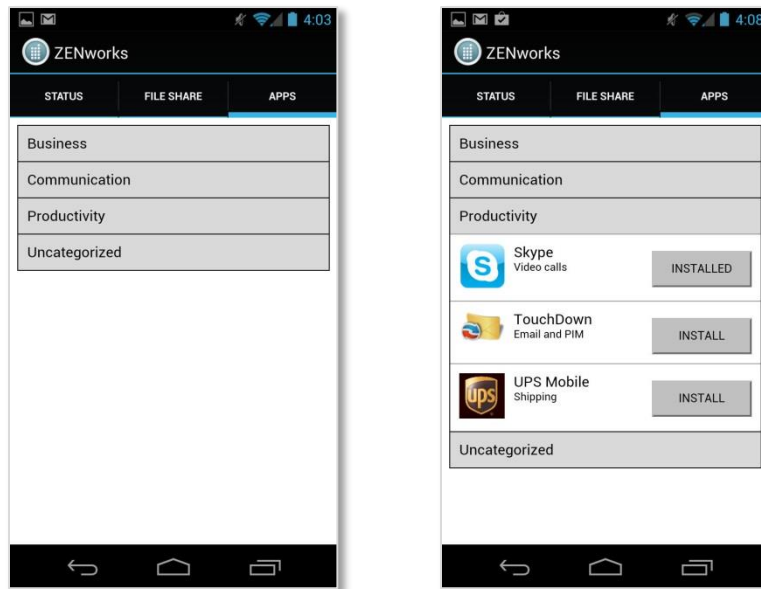 4:03
ZENworks
STATUS FILE SHARE APPS
Business
Communication
Productivity
Uncategorized
4:08
ZENworks
STATUS FILE SHARE APPS
Business
Communication
Productivity
S
Skype
Video calls
INSTALLED
TouchDown
Email and PIM
INSTALL
ups
UPS Mobile
Shipping
INSTALL
Uncategorized